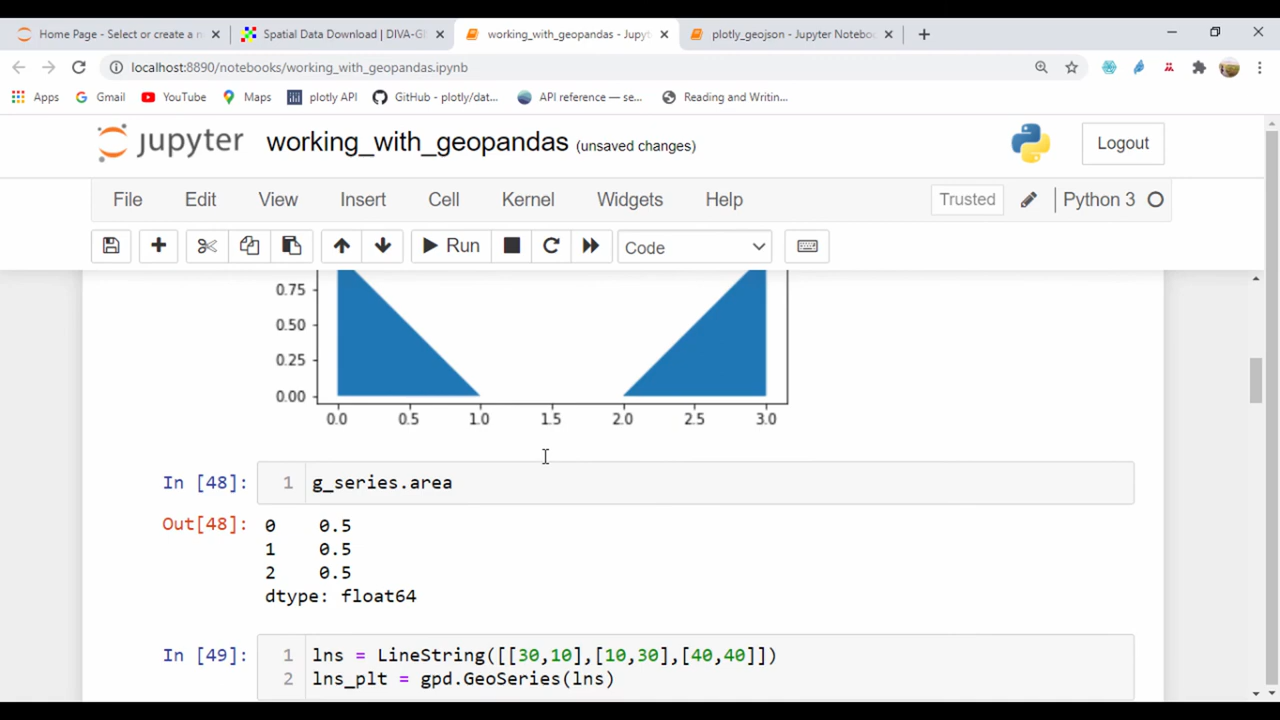 Home Page - Select or create a n
Spatial Data Download | DIVA-GI
working_with_geopandas - Jupyt
plotly_geojson - Jupyter Notebo
localhost:8890/notebooks/working_with_geopandas.ipynb
Apps
Gmail
YouTube
Maps
plotly API
GitHub - plotly/dat...
API reference — se...
Reading and Writin...
jupyter
working_with_geopandas (unsaved changes)
Logout
File
Edit
View
Insert
Cell
Kernel
Widgets
Help
Trusted
Python 3
Run
Code
0.75
0.50
0.25
0.00
0.0 0.5 1.0 1.5 2.0 2.5 3.0
In [48]: 1 g_series.area
Out[48]: 0 0.5
1 0.5
2 0.5
dtype: float64
In [49]: 1 lns = LineString([[30,10],[10,30],[40,40]])
2 lns_plt = gpd.GeoSeries(lns)